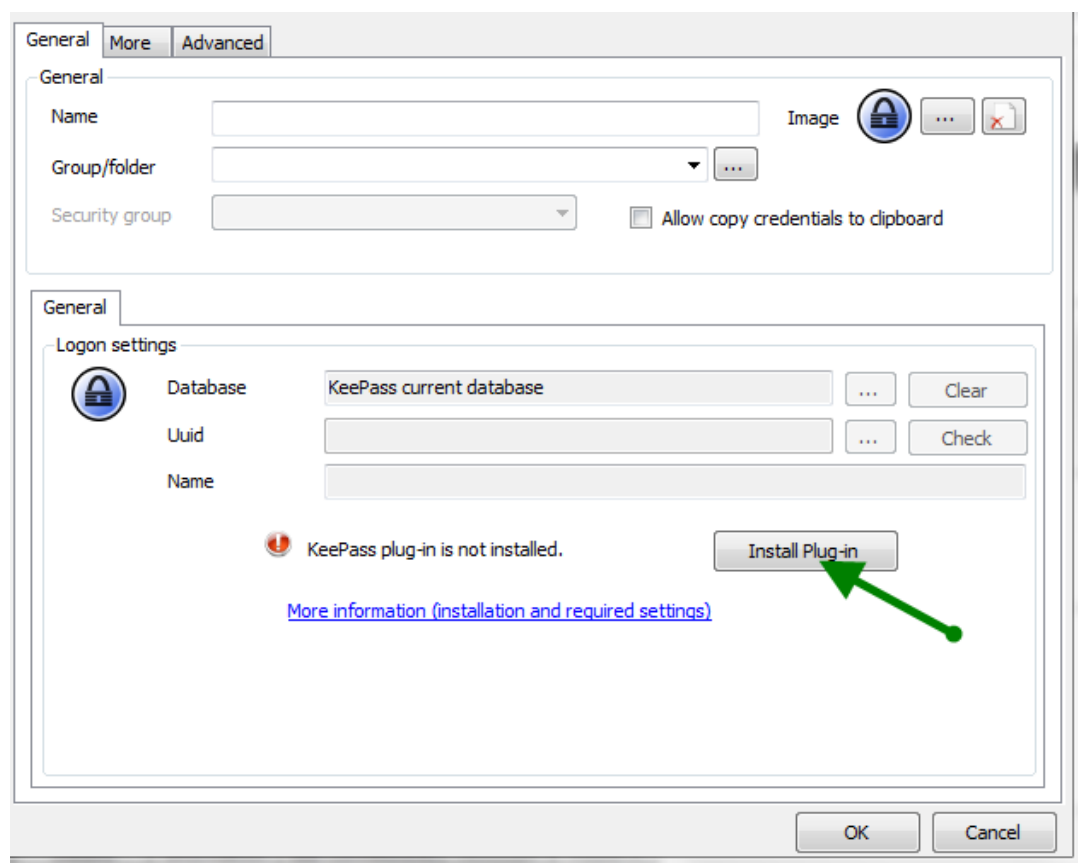 General More Advanced
General
Name Image ...
Group/folder ...
Security group Allow copy credentials to clipboard
General
Logon settings
Database KeePass current database ... Clear
Uuid ... Check
Name
KeePass plug-in is not installed. Install Plug-in
More information (installation and required settings)
OK Cancel